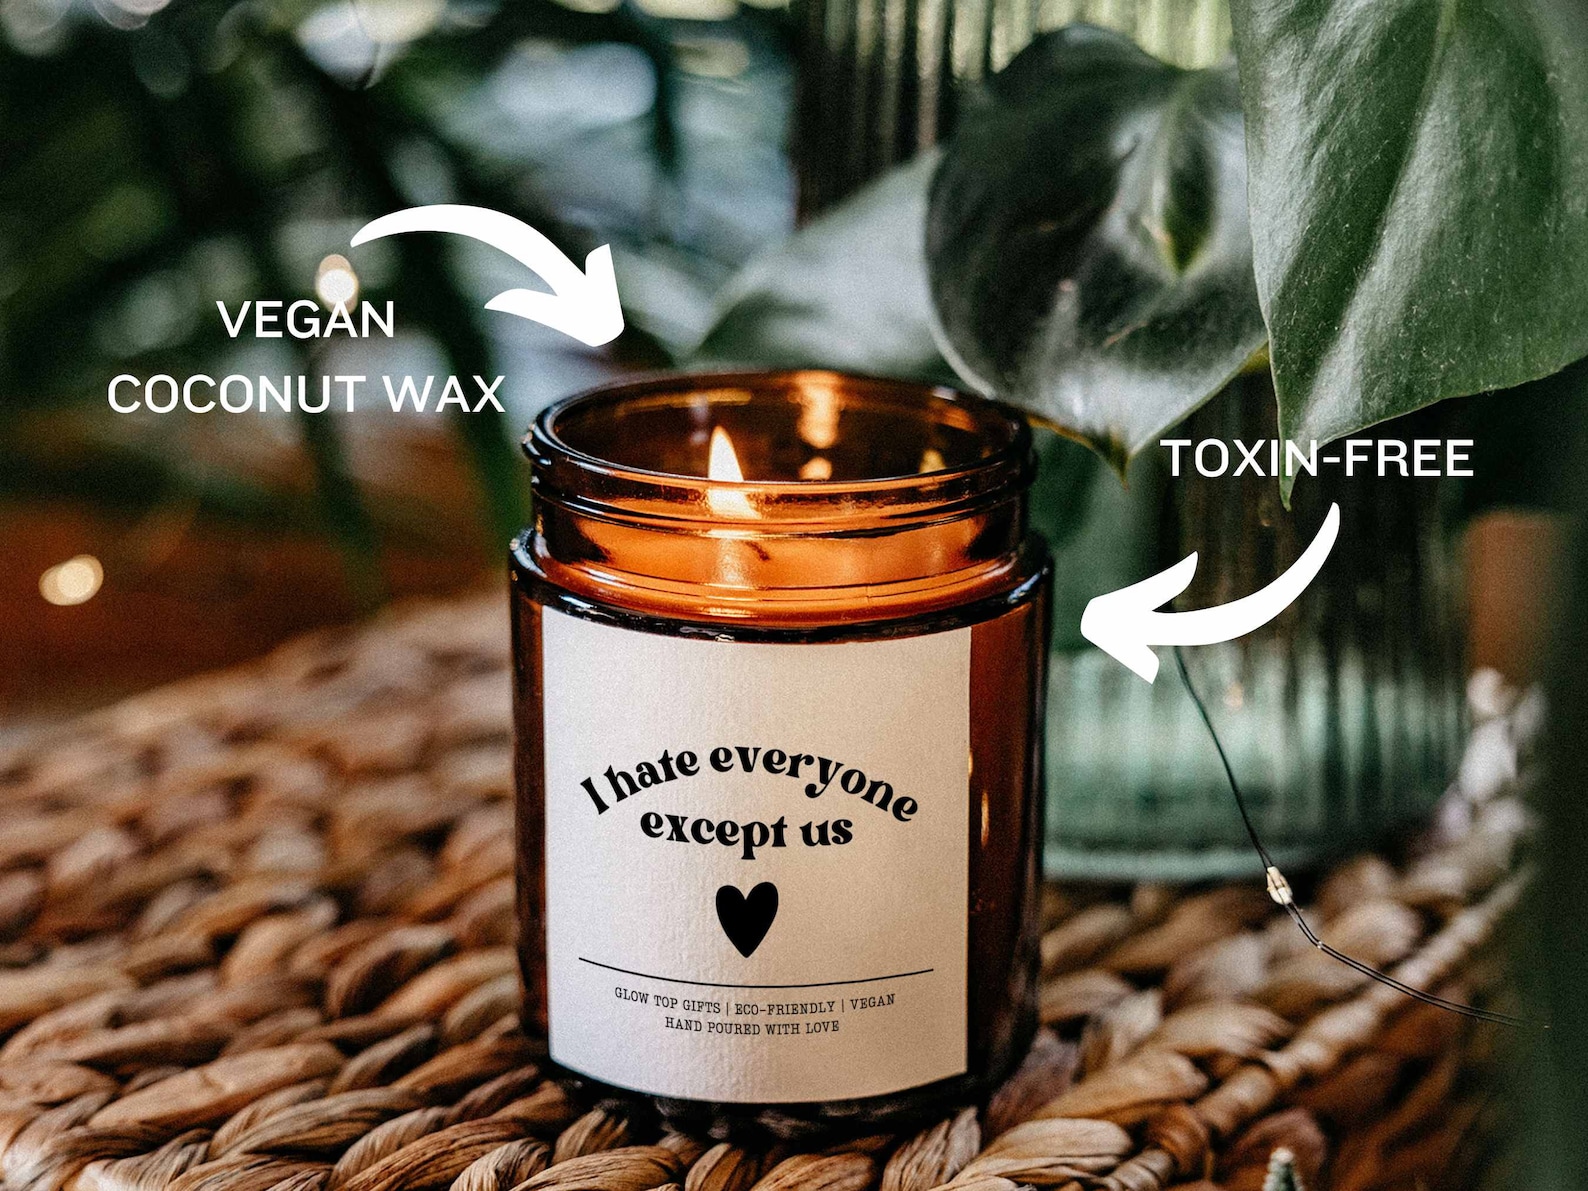 VEGAN
COCONUT WAX
TOXIN-FREE
I hate everyone
except us
GLOW TOP GIFTS | ECO-FRIENDLY | VEGAN
HAND POURED WITH LOVE